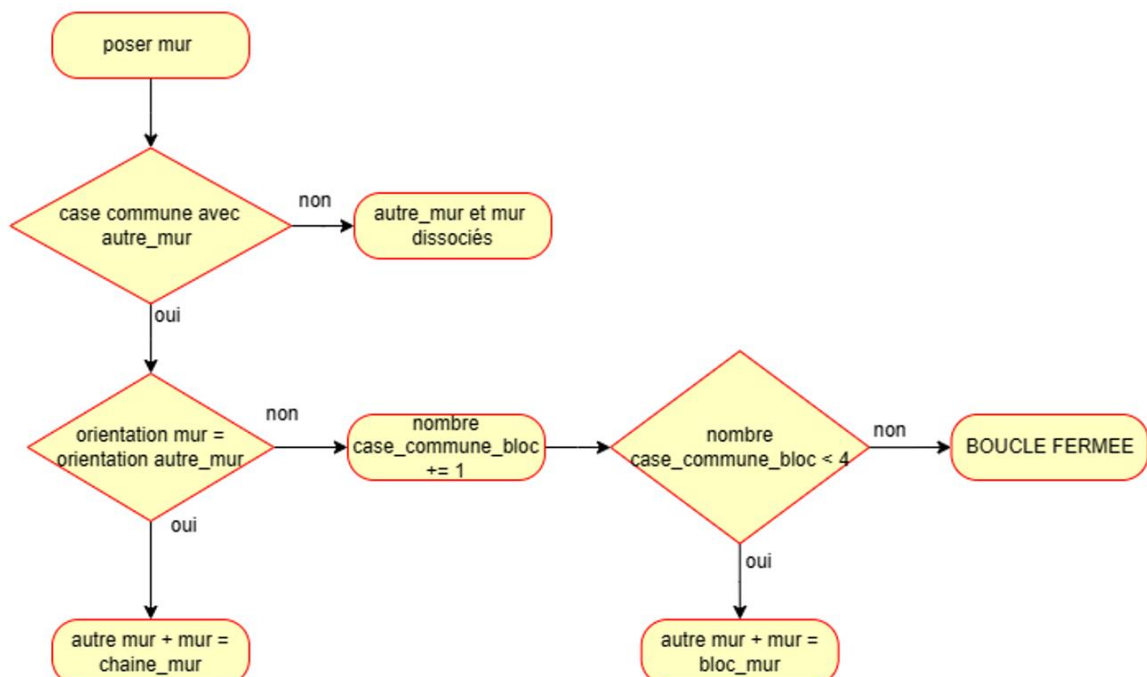 poser mur
case commune avec
autre_mur
non
autre_mur et mur
dissociés
oui
orientation mur =
orientation autre_mur
non
nombre
case_commune_bloc
+= 1
nombre
case_commune_bloc < 4
non
BOUCLE FERMEE
oui
oui
autre mur + mur =
chaine_mur
autre mur + mur =
bloc_mur